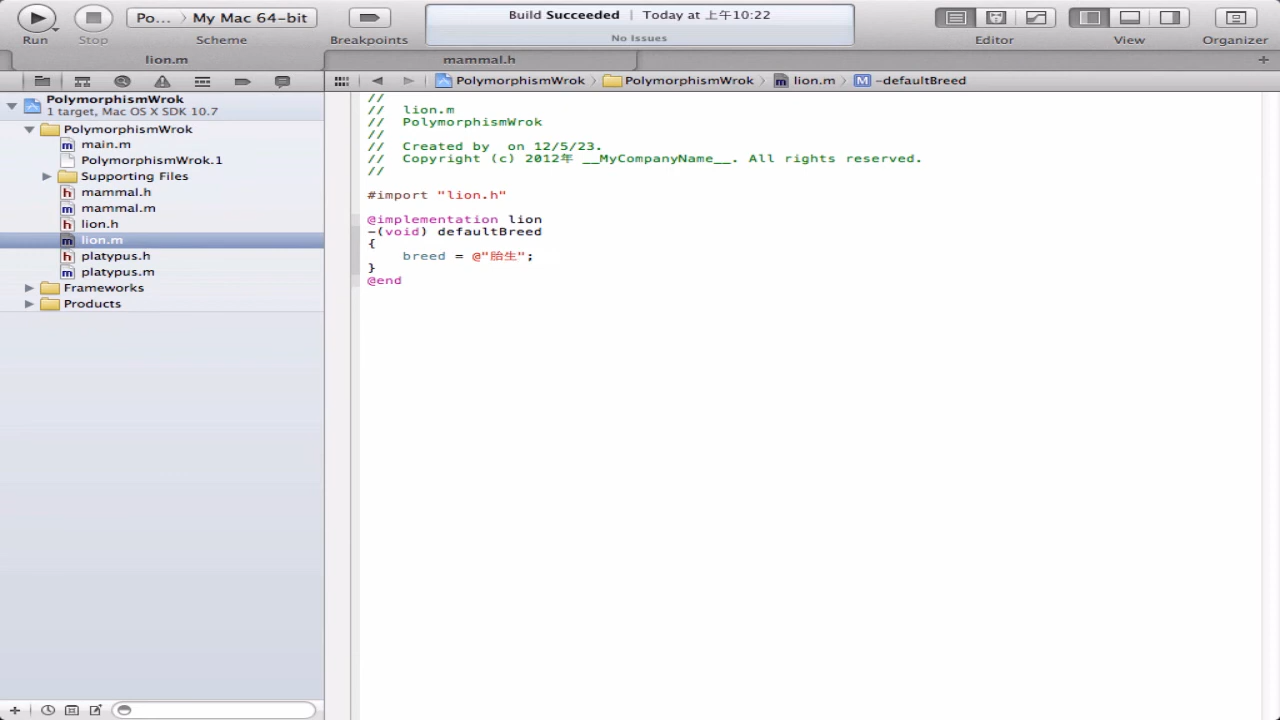 Po... My Mac 64-bit
Build Succeeded | Today at 上午10:22
No Issues
Run Stop Scheme Breakpoints Editor View Organizer
lion.m mammal.h
PolymorphismWrok
1 target, Mac OS X SDK 10.7
PolymorphismWrok
main.m
PolymorphismWrok.1
Supporting Files
mammal.h
mammal.m
lion.h
lion.m
platypus.h
platypus.m
Frameworks
Products
PolymorphismWrok PolymorphismWrok lion.m M -defaultBreed
//
// lion.m
// PolymorphismWrok
//
// Created by on 12/5/23.
// Copyright (c) 2012年 __MyCompanyName__. All rights reserved.
//
#import "lion.h"
@implementation lion
-(void) defaultBreed
{
breed = @"胎生";
}
@end